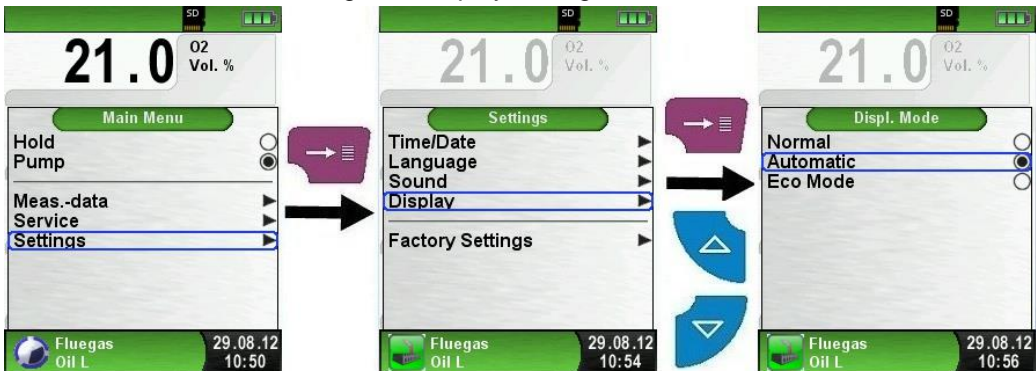 SD
21.0 O2
Vol. %
Main Menu
Hold
Pump
Meas.-data
Service
Settings
Fluegas 29.08.12
Oil L 10:50
SD
21.0 O2
Vol. %
Settings
Time/Date
Language
Sound
Display
Factory Settings
Fluegas 29.08.12
Oil L 10:54
SD
21.0 O2
Vol. %
Displ. Mode
Normal
Automatic
Eco Mode
Fluegas 29.08.12
Oil L 10:56